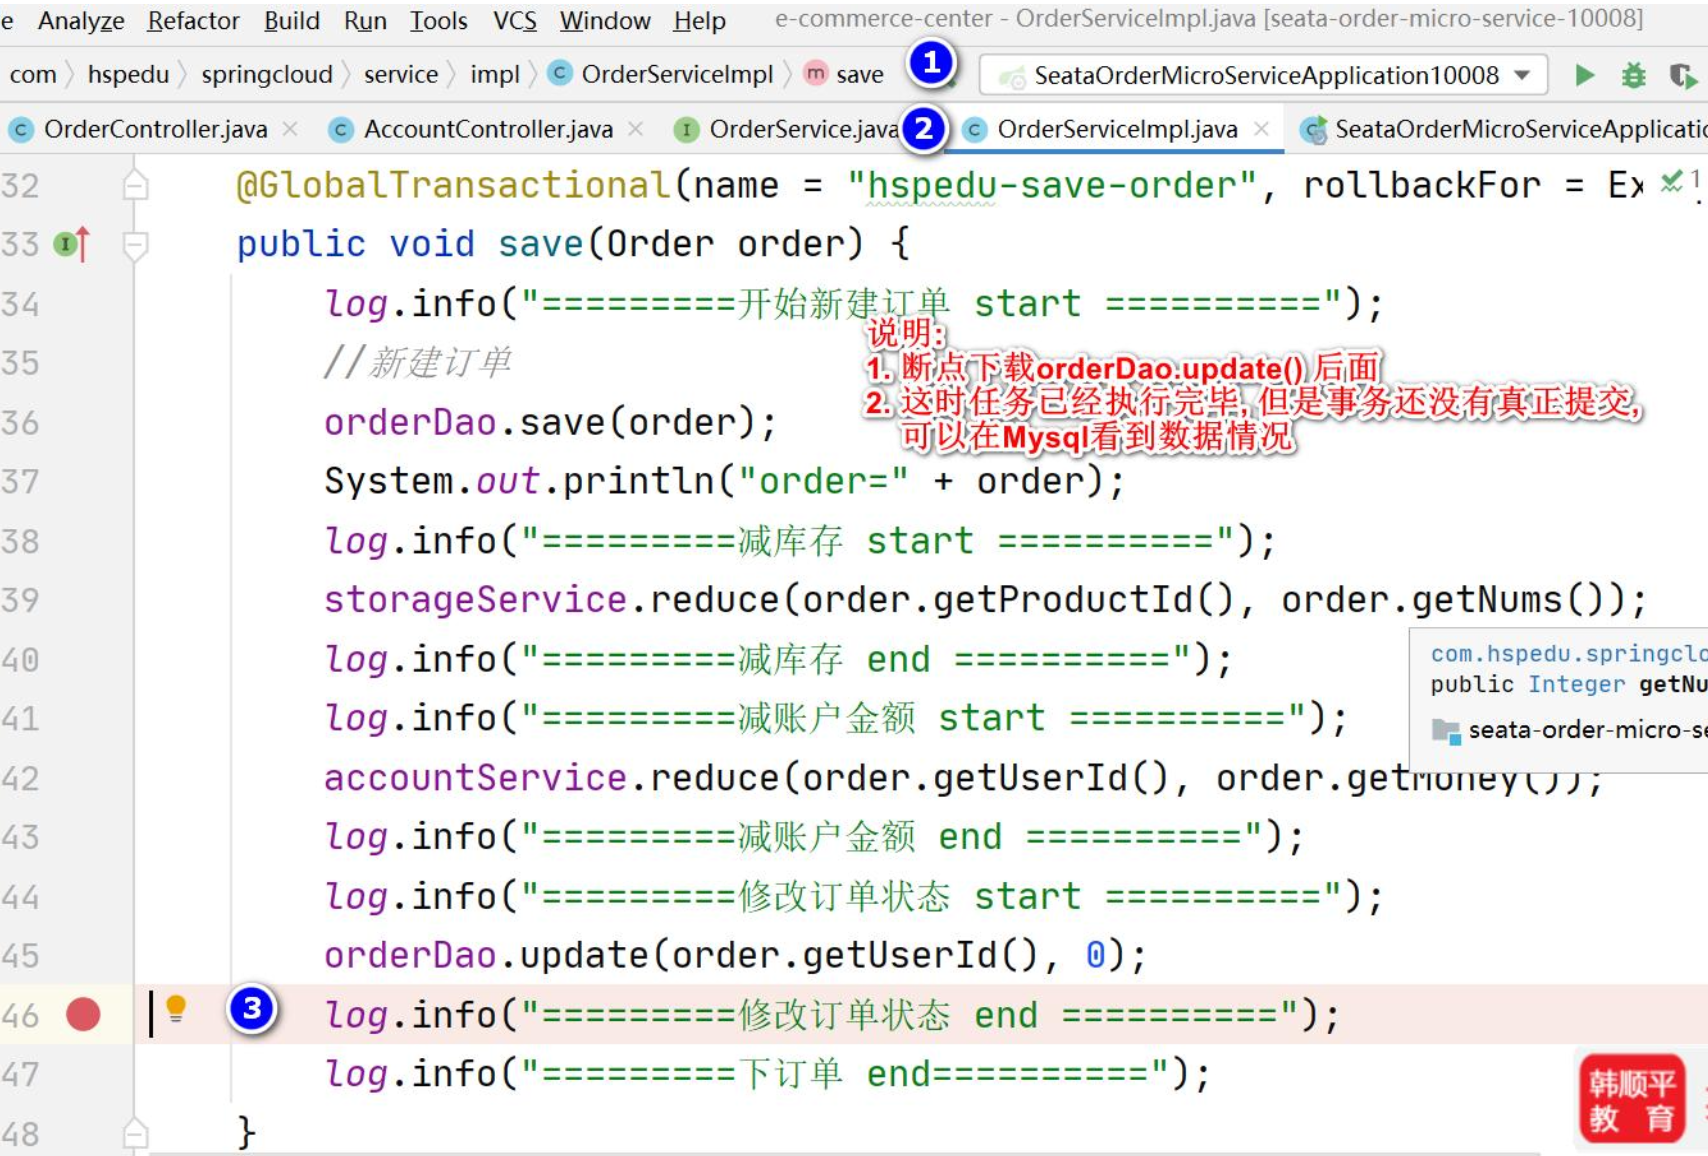 e Analyze Refactor Build Run Tools VCS Window Help e-commerce-center - OrderServiceImpl.java [seata-order-micro-service-10008]
com hspedu springcloud service impl C OrderServiceImpl m save 1 SeataOrderMicroServiceApplication10008
C OrderController.java × C AccountController.java × I OrderService.java 2 C OrderServiceImpl.java × SeataOrderMicroServiceApplicatio
32 @GlobalTransactional(name = "hspedu-save-order", rollbackFor = Ex 1
33 public void save(Order order) {
34 log.info("=========开始新建订单 start ==========");
说明:
35 //新建订单
1. 断点下载orderDao.update() 后面
2. 这时任务已经执行完毕, 但是事务还没有真正提交,
36 orderDao.save(order);
可以在Mysql看到数据情况
37 System.out.println("order=" + order);
38 log.info("=========减库存 start ==========");
39 storageService.reduce(order.getProductId(), order.getNums());
40 log.info("=========减库存 end ==========");
com.hspedu.springclo
public Integer getNu
seata-order-micro-se
41 log.info("=========减账户金额 start ==========");
42 accountService.reduce(order.getUserId(), order.getMoney());
43 log.info("=========减账户金额 end ==========");
44 log.info("=========修改订单状态 start ==========");
45 orderDao.update(order.getUserId(), 0);
46 3 log.info("=========修改订单状态 end ==========");
47 log.info("=========下订单 end==========");
48 }
韩顺平
教 育